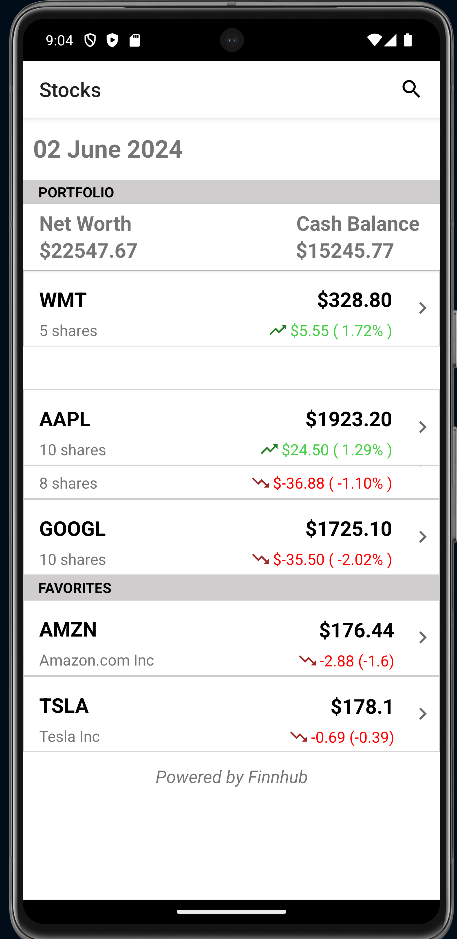 9:04
Stocks
02 June 2024
PORTFOLIO
Net Worth Cash Balance
$22547.67 $15245.77
WMT $328.80
5 shares $5.55 ( 1.72% )
AAPL $1923.20
10 shares $24.50 ( 1.29% )
8 shares $-36.88 ( -1.10% )
GOOGL $1725.10
10 shares $-35.50 ( -2.02% )
FAVORITES
AMZN $176.44
Amazon.com Inc -2.88 (-1.6)
TSLA $178.1
Tesla Inc -0.69 (-0.39)
Powered by Finnhub